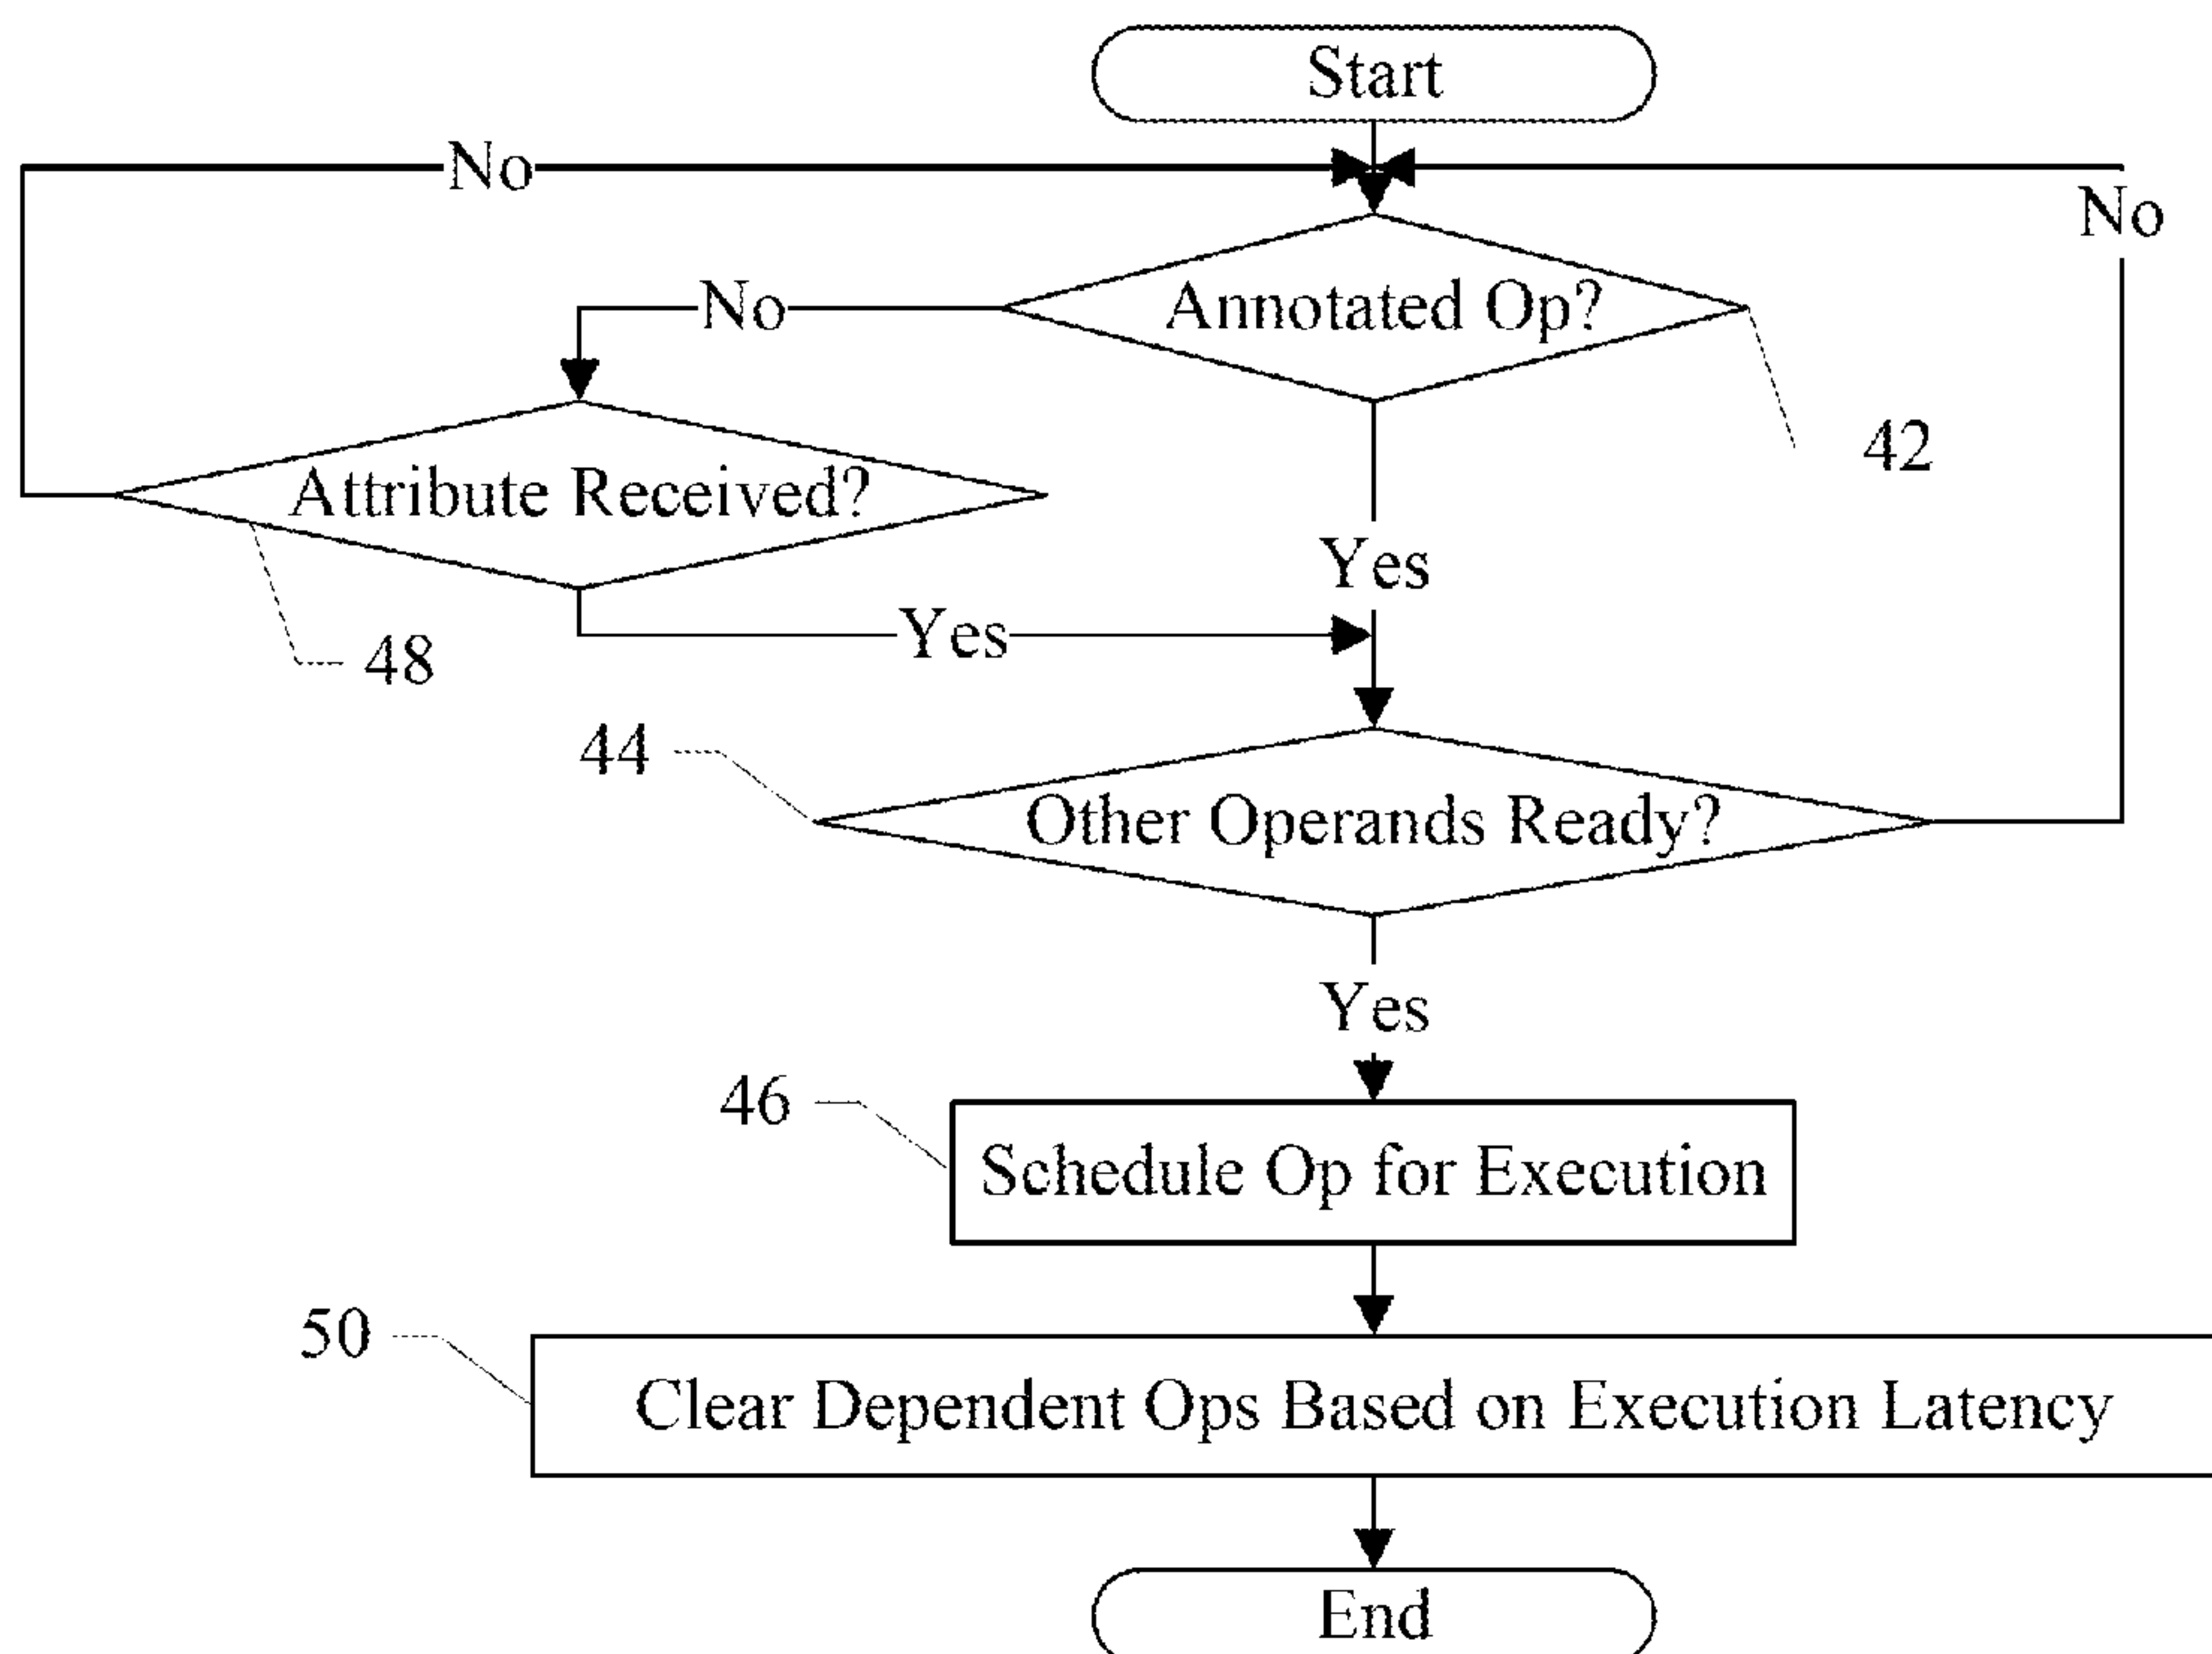 Start
No
No
No
Annotated Op?
42
Attribute Received?
Yes
Yes
48
44
Other Operands Ready?
Yes
46
Schedule Op for Execution
50
Clear Dependent Ops Based on Execution Latency
End